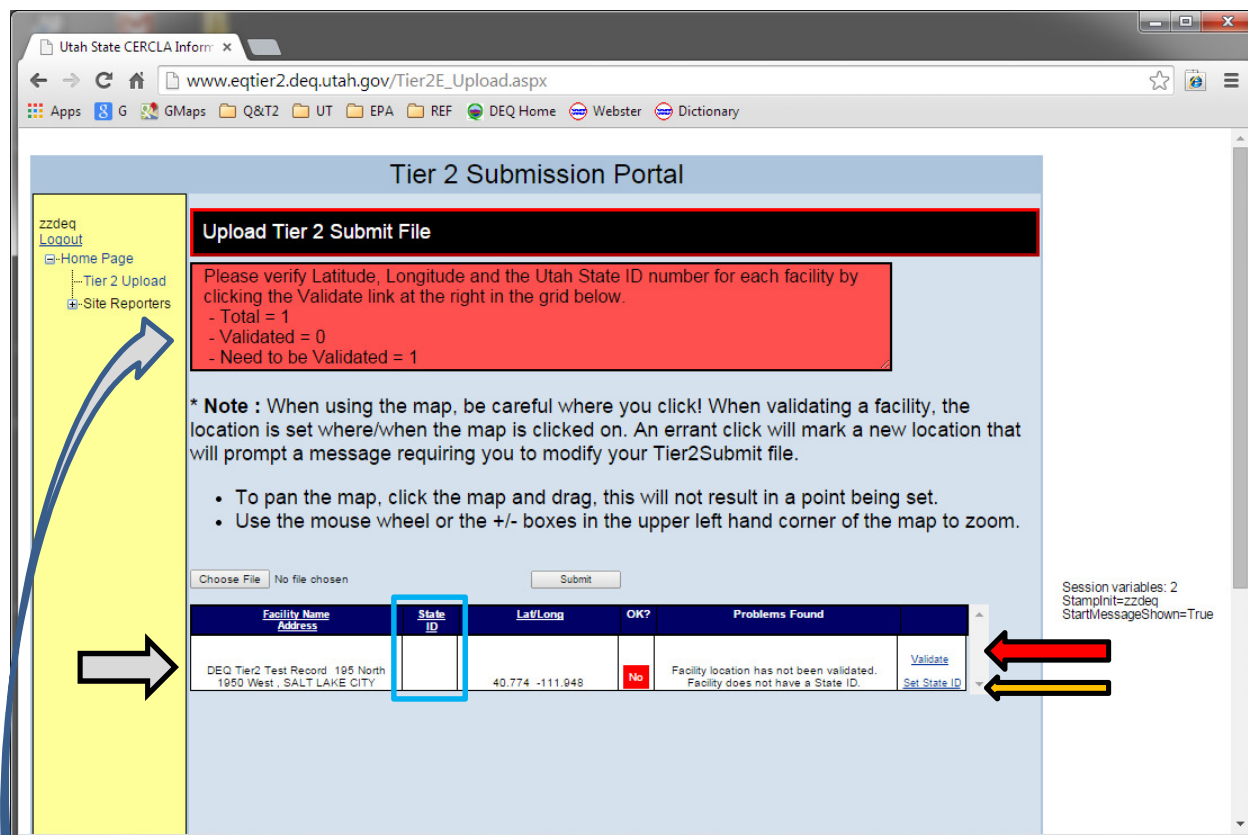 Utah State CERCLA Inform
www.eqtier2.deq.utah.gov/Tier2E_Upload.aspx
Apps G GMaps Q&T2 UT EPA REF DEQ Home Webster Dictionary
Tier 2 Submission Portal
zzdeq
Logout
Home Page
Tier 2 Upload
Site Reporters
Upload Tier 2 Submit File
Please verify Latitude, Longitude and the Utah State ID number for each facility by
clicking the Validate link at the right in the grid below.
- Total = 1
- Validated = 0
- Need to be Validated = 1
* Note : When using the map, be careful where you click! When validating a facility, the
location is set where/when the map is clicked on. An errant click will mark a new location that
will prompt a message requiring you to modify your Tier2Submit file.
• To pan the map, click the map and drag, this will not result in a point being set.
• Use the mouse wheel or the +/- boxes in the upper left hand corner of the map to zoom.
Choose File No file chosen Submit
Facility Name
Address
State
ID
Lat/Long
OK?
Problems Found
DEQ Tier2 Test Record 195 North
1950 West , SALT LAKE CITY
40.774 -111.948
No
Facility location has not been validated.
Facility does not have a State ID.
Validate
Set State ID
Session variables: 2
StampInit=zzdeq
StartMessageShown=True